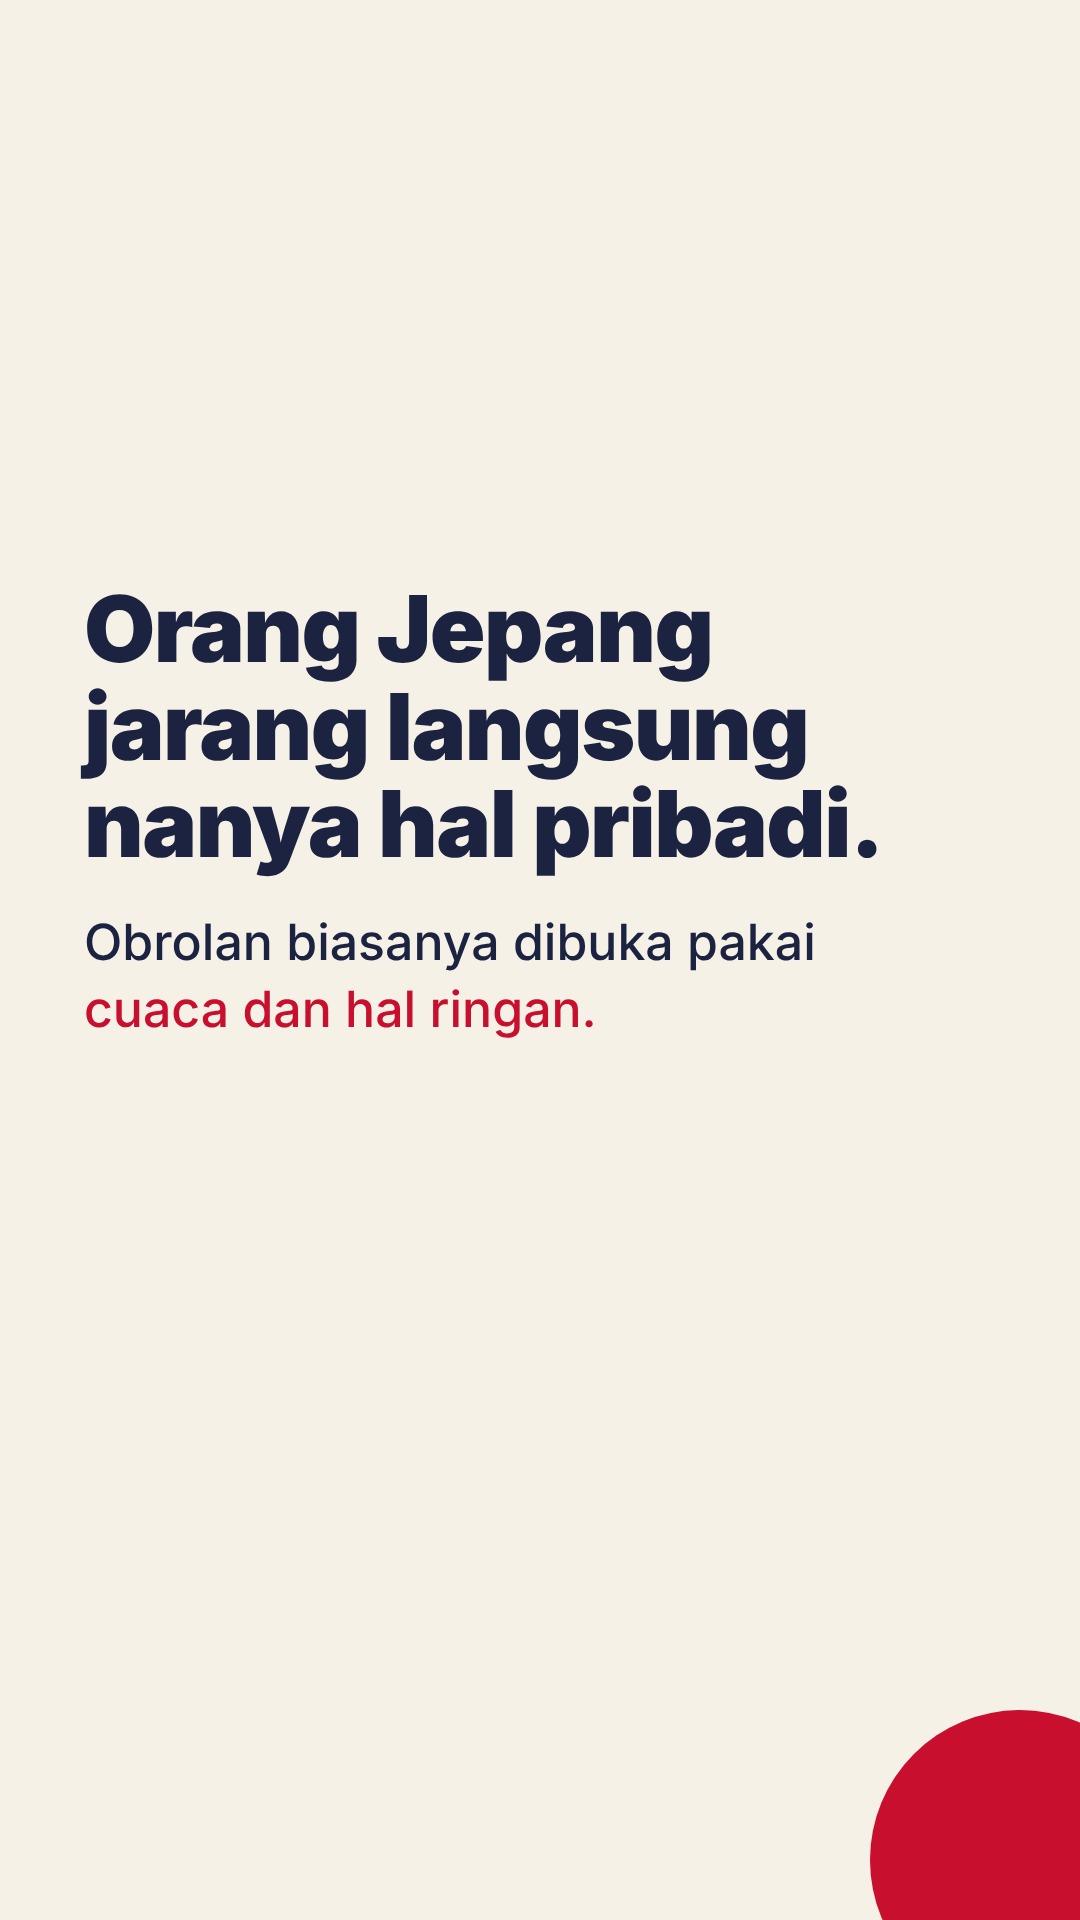 Orang Jepang
jarang langsung
nanya hal pribadi.
Obrolan biasanya dibuka pakai
cuaca dan hal ringan.